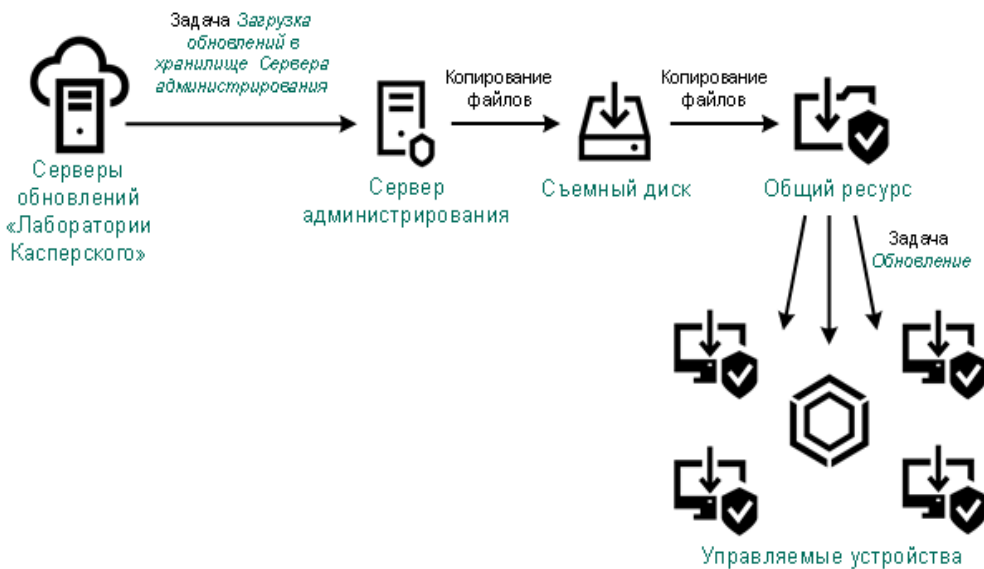 Задача Загрузка
обновлений в
хранилище Сервера
администрирования
Копирование
файлов
Копирование
файлов
Серверы
обновлений
«Лаборатории
Касперского»
Сервер
администрирования
Съемный диск
Общий ресурс
Задача
Обновление
Управляемые устройства